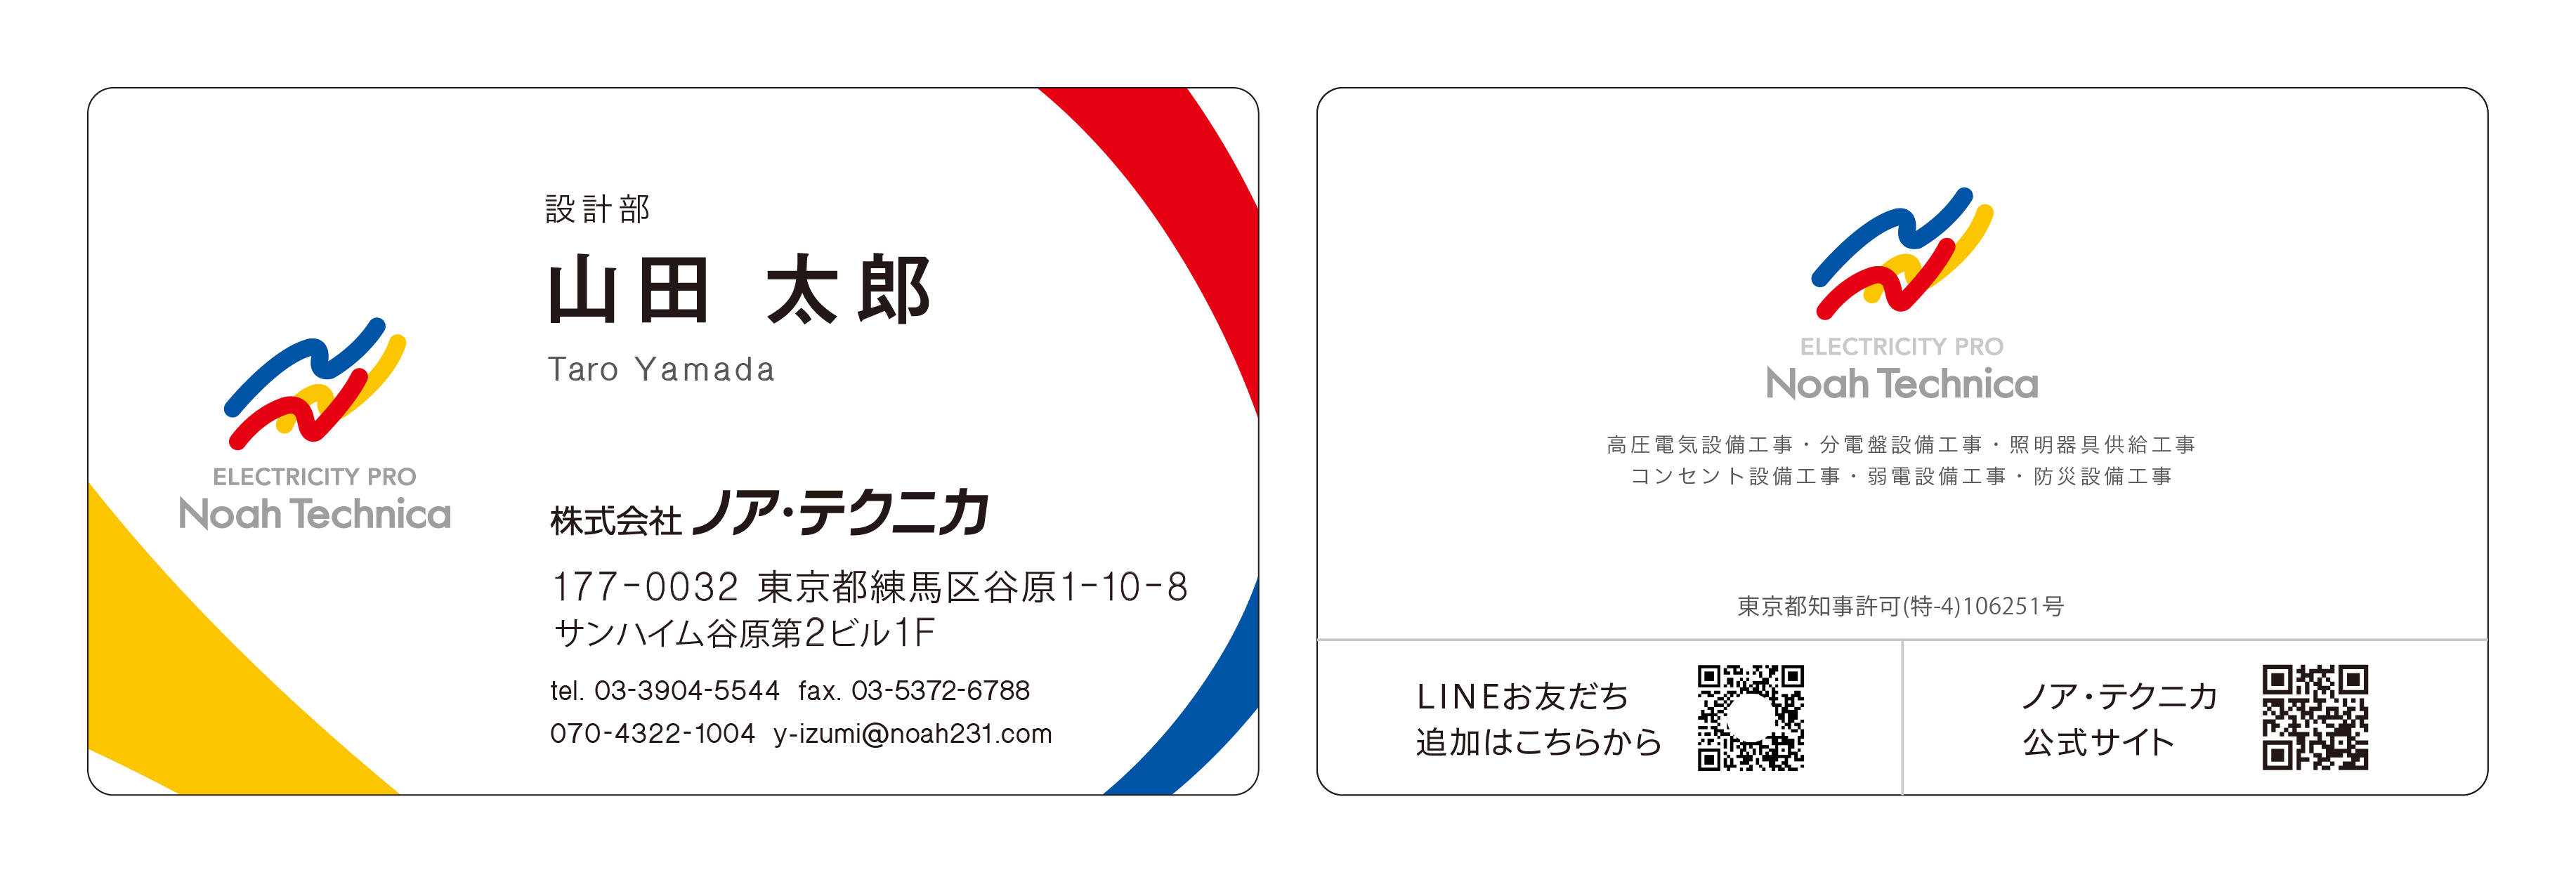 設計部
山田 太郎
Taro Yamada
ELECTRICITY PRO
Noah Technica
株式会社 ノア・テクニカ
177-0032 東京都練馬区谷原1-10-8
サンハイム谷原第2ビル1F
tel. 03-3904-5544 fax. 03-5372-6788
070-4322-1004 y-izumi@noah231.com
ELECTRICITY PRO
Noah Technica
高圧電気設備工事・分電盤設備工事・照明器具供給工事
コンセント設備工事・弱電設備工事・防災設備工事
東京都知事許可(特-4)106251号
LINEお友だち
追加はこちらから
ノア・テクニカ
公式サイト